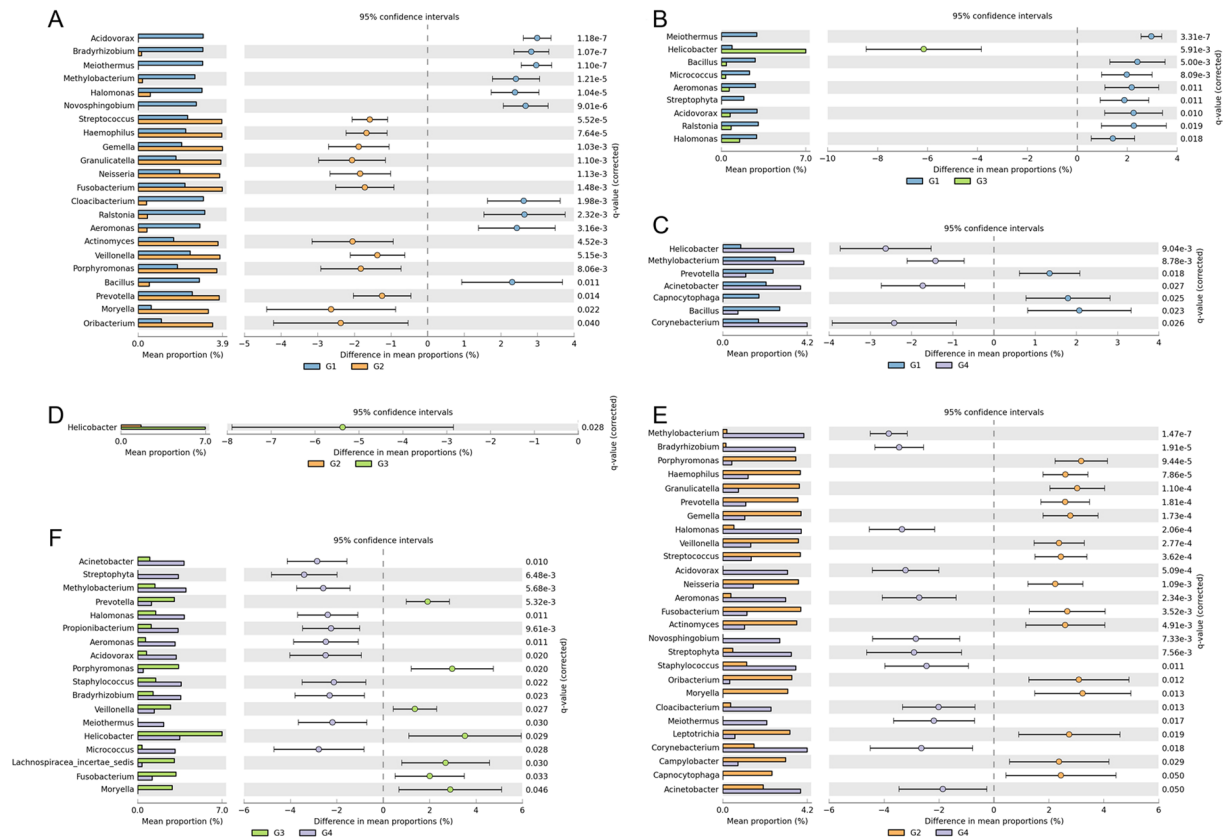 A
95% confidence intervals
Acidovorax 1.18e-7
Bradyrhizobium 1.07e-7
Meiothermus 1.10e-7
Methylobacterium 1.21e-5
Halomonas 1.04e-5
Novosphingobium 9.01e-6
Streptococcus 5.52e-5
Haemophilus 7.64e-5
Gemella 1.03e-3
Granulicatella 1.10e-3
Neisseria 1.13e-3
Fusobacterium 1.48e-3
Cloacibacterium 1.98e-3
Ralstonia 2.32e-3
Aeromonas 3.16e-3
Actinomyces 4.52e-3
Veillonella 5.15e-3
Porphyromonas 8.06e-3
Bacillus 0.011
Prevotella 0.014
Moryella 0.022
Oribacterium 0.040
q-value (corrected)
0.0 3.9 −5 −4 −3 −2 −1 0 1 2 3 4
Mean proportion (%) Difference in mean proportions (%)
G1 G2
B
95% confidence intervals
Meiothermus 3.31e-7
Helicobacter 5.91e-3
Bacillus 5.00e-3
Micrococcus 8.09e-3
Aeromonas 0.011
Streptophyta 0.011
Acidovorax 0.010
Ralstonia 0.019
Halomonas 0.018
q-value (corrected)
0.0 7.0 −10 −8 −6 −4 −2 0 2 4
Mean proportion (%) Difference in mean proportions (%)
G1 G3
C
95% confidence intervals
Helicobacter 9.04e-3
Methylobacterium 8.78e-3
Prevotella 0.018
Acinetobacter 0.027
Capnocytophaga 0.025
Bacillus 0.023
Corynebacterium 0.026
q-value (corrected)
0.0 4.2 −4 −3 −2 −1 0 1 2 3 4
Mean proportion (%) Difference in mean proportions (%)
G1 G4
D
95% confidence intervals
Helicobacter 0.028
q-value (corrected)
0.0 7.0 −8 −7 −6 −5 −4 −3 −2 −1 0
Mean proportion (%) Difference in mean proportions (%)
G2 G3
E
95% confidence intervals
Methylobacterium 1.47e-7
Bradyrhizobium 1.91e-5
Porphyromonas 9.44e-5
Haemophilus 7.86e-5
Granulicatella 1.10e-4
Prevotella 1.81e-4
Gemella 1.73e-4
Halomonas 2.06e-4
Veillonella 2.77e-4
Streptococcus 3.62e-4
Acidovorax 5.09e-4
Neisseria 1.09e-3
Aeromonas 2.34e-3
Fusobacterium 3.52e-3
Actinomyces 4.91e-3
Novosphingobium 7.33e-3
Streptophyta 7.56e-3
Staphylococcus 0.011
Oribacterium 0.012
Moryella 0.013
Cloacibacterium 0.013
Meiothermus 0.017
Leptotrichia 0.019
Corynebacterium 0.018
Campylobacter 0.029
Capnocytophaga 0.050
Acinetobacter 0.050
q-value (corrected)
0.0 4.2 −6 −4 −2 0 2 4 6
Mean proportion (%) Difference in mean proportions (%)
G2 G4
F
95% confidence intervals
Acinetobacter 0.010
Streptophyta 6.48e-3
Methylobacterium 5.68e-3
Prevotella 5.32e-3
Halomonas 0.011
Propionibacterium 9.61e-3
Aeromonas 0.011
Acidovorax 0.020
Porphyromonas 0.020
Staphylococcus 0.022
Bradyrhizobium 0.023
Veillonella 0.027
Meiothermus 0.030
Helicobacter 0.029
Micrococcus 0.028
Lachnospiracea_incertae_sedis 0.030
Fusobacterium 0.033
Moryella 0.046
q-value (corrected)
0.0 7.0 −6 −4 −2 0 2 4 6
Mean proportion (%) Difference in mean proportions (%)
G3 G4